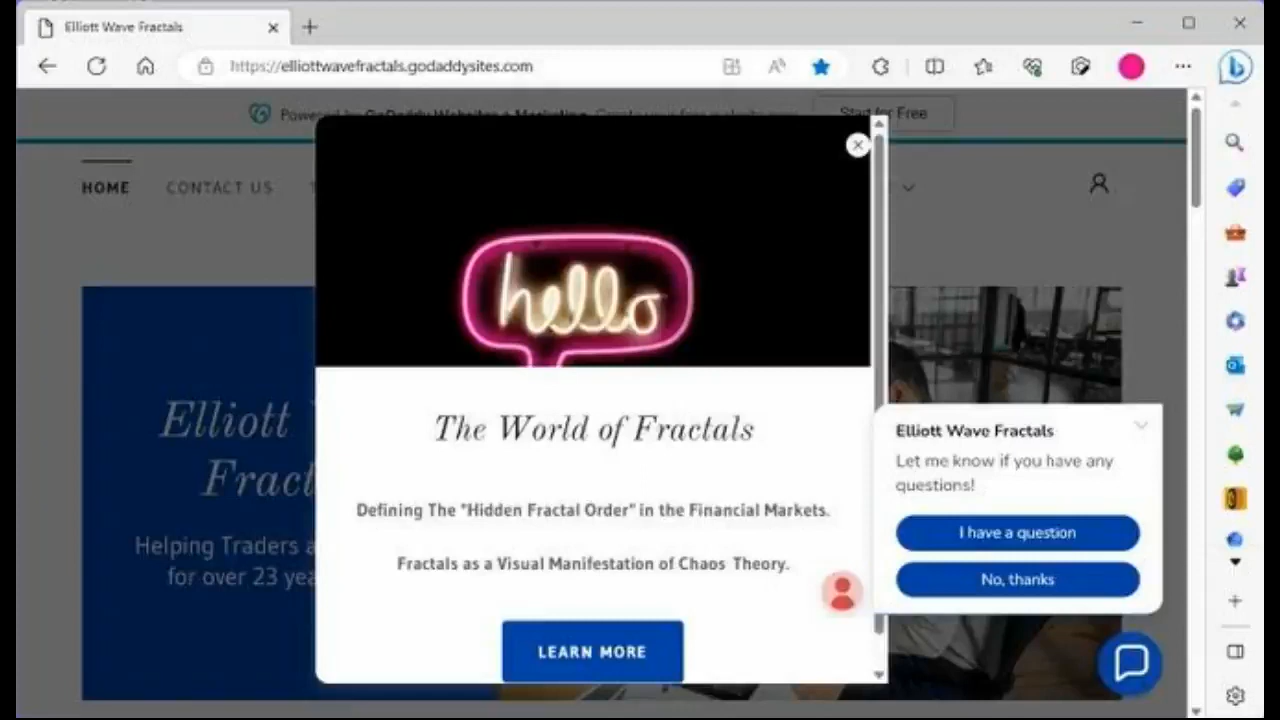 Elliott Wave Fractals
https://elliottwavefractals.godaddysites.com
Start for Free
HOME
CONTACT US
hello
The World of Fractals
Defining The "Hidden Fractal Order" in the Financial Markets.
Fractals as a Visual Manifestation of Chaos Theory.
LEARN MORE
Elliott
Fract
Helping Traders a
for over 23 yea
Elliott Wave Fractals
Let me know if you have any
questions!
I have a question
No, thanks